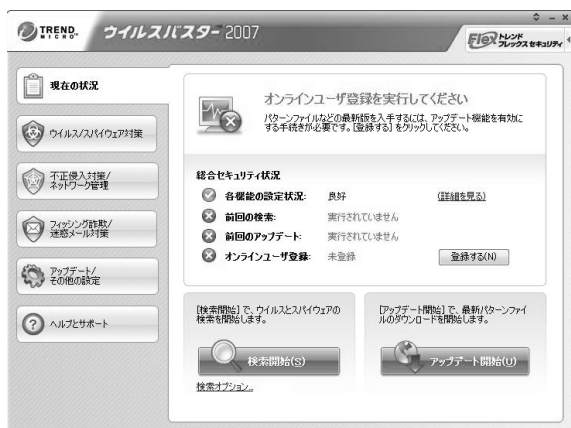 TREND MICRO ウイルスバスター 2007
Flex トレンド フレックス セキュリティ
現在の状況
ウイルス/スパイウェア対策
不正侵入対策/
ネットワーク管理
フィッシング詐欺/
迷惑メール対策
アップデート/
その他の設定
ヘルプとサポート
オンラインユーザ登録を実行してください
パターンファイルなどの最新版を入手するには、アップデート機能を有効に
する手続きが必要です。[登録する] をクリックしてください。
総合セキュリティ状況
各機能の設定状況: 良好 (詳細を見る)
前回の検索: 実行されていません
前回のアップデート: 実行されていません
オンラインユーザ登録: 未登録 登録する(N)
[検索開始] で、ウイルスとスパイウェアの
検索を開始します。
検索開始(S)
検索オプション...
[アップデート開始] で、最新パターンファイ
ルのダウンロードを開始します。
アップデート開始(U)